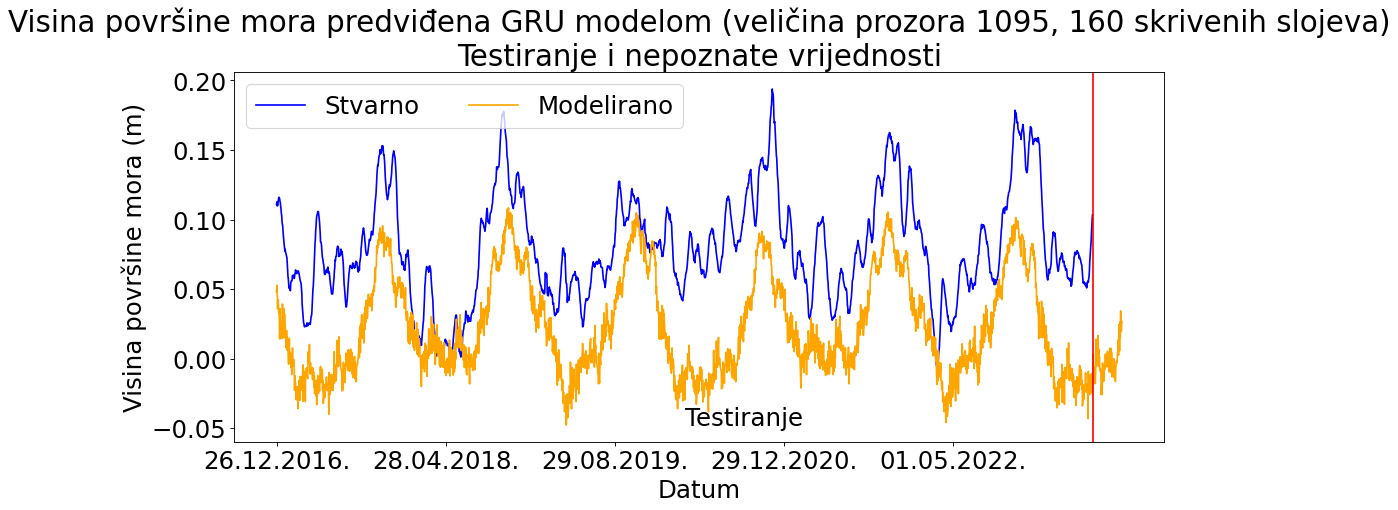 Visina površine mora predviđena GRU modelom (veličina prozora 1095, 160 skrivenih slojeva)
Testiranje i nepoznate vrijednosti
Stvarno
Modelirano
0.20
0.15
0.10
0.05
0.00
−0.05
Visina površine mora (m)
Testiranje
26.12.2016.
28.04.2018.
29.08.2019.
29.12.2020.
01.05.2022.
Datum